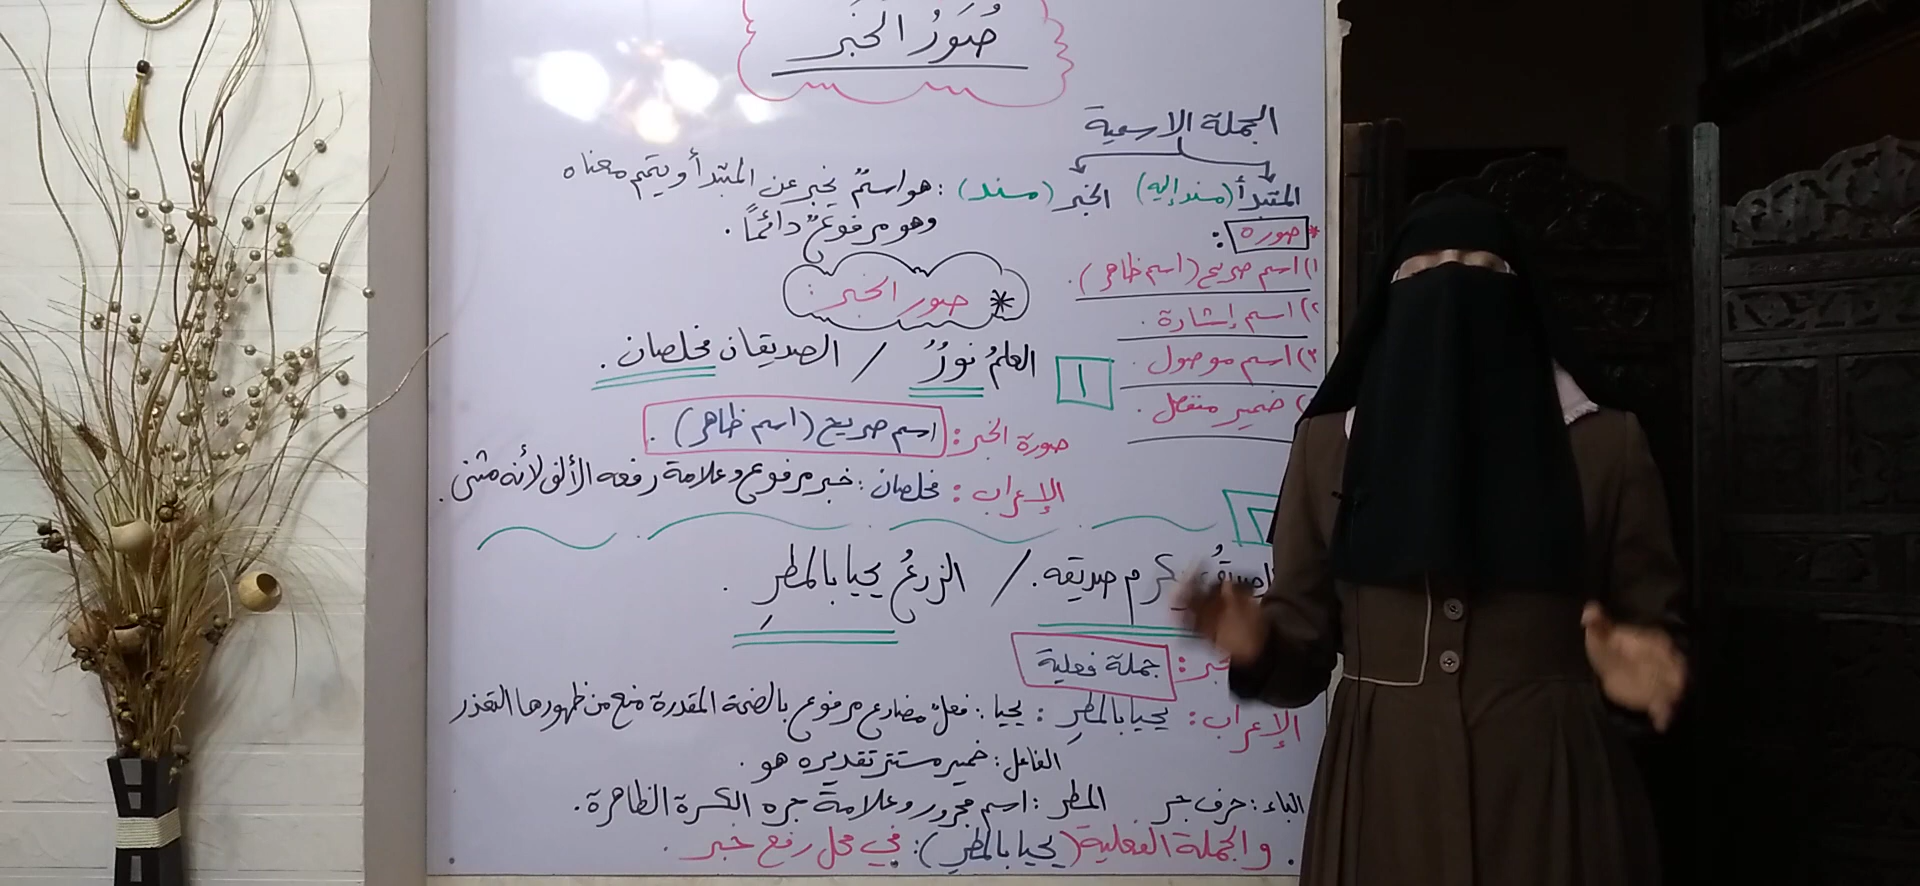 صُوَرُ الخَبَر
الجملة الاسمية
المبتدأ (مسند إليه) الخبر (مسند) : هو اسمٌ يخبر عن المبتدأ ويتمم معناه
وهو مرفوعٌ دائمًا .
* صوره :
١) اسم صريح (اسم ظاهر) .
٢) اسم إشارة .
٣) اسم موصول .
ضمير منفصل .
* صور الخبر :
١ العلمُ نورٌ / الصديقان مخلصان .
صورة الخبر : اسم صريح (اسم ظاهر) .
الإعراب : مخلصان : خبر مرفوع وعلامة رفعه الألف لأنه مثنى .
صديقه . / الزرعُ يحيا بالمطرِ .
جملة فعلية
الإعراب : يحيا بالمطرِ : يحيا : فعلٌ مضارع مرفوع بالضمة المقدرة منع من ظهورها التعذر
الفاعل : ضمير مستتر تقديره هو .
الباء : حرف جر المطر : اسم مجرور وعلامة جره الكسرة الظاهرة .
. والجملة الفعلية (يحيا بالمطرِ) : في محل رفع خبر .